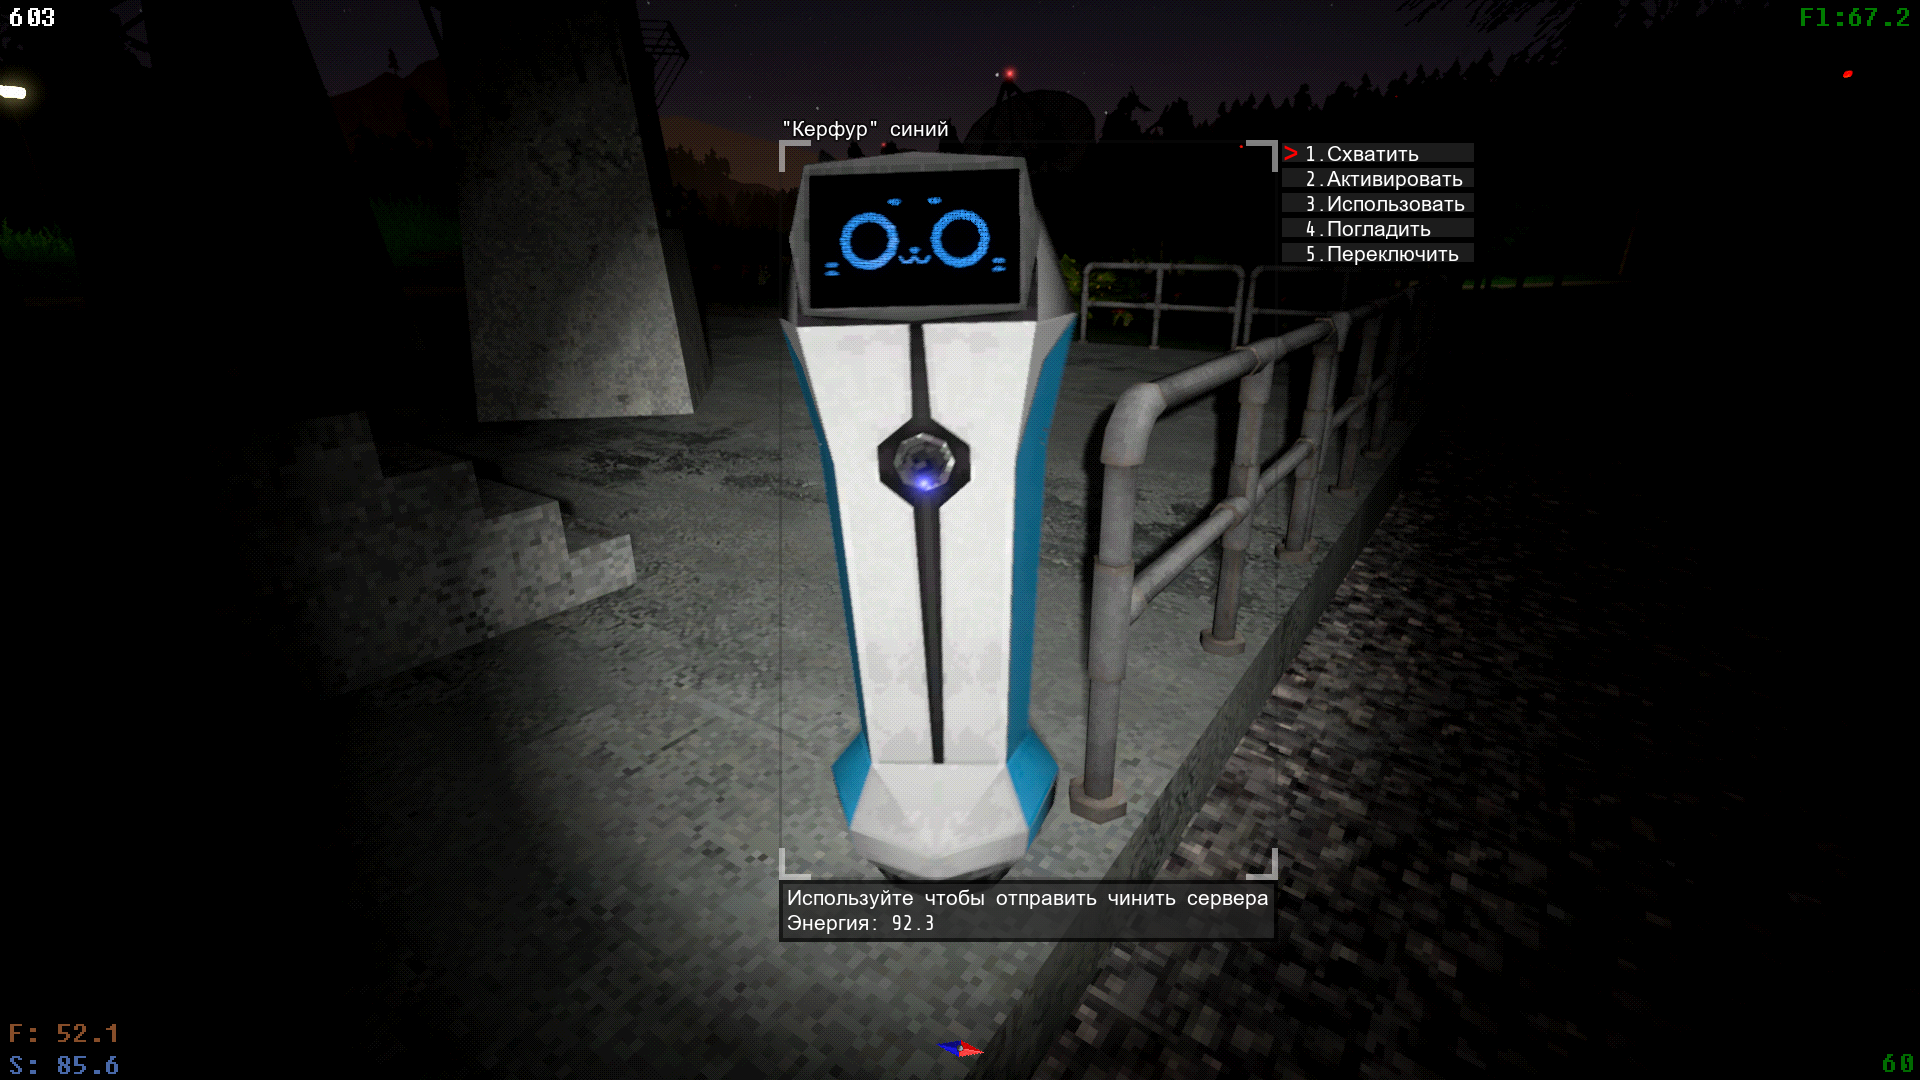 603
Fl:67.2
"Керфур" синий
> 1.Схватить
2.Активировать
3.Использовать
4.Погладить
5.Переключить
Используйте чтобы отправить чинить сервера
Энергия: 92.3
F: 52.1
S: 85.6
60